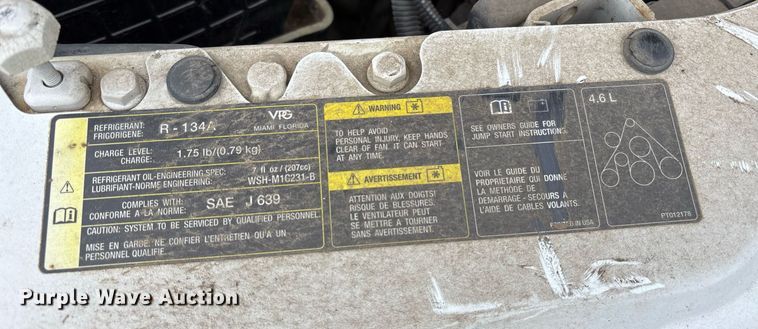 REFRIGERANT:
FRIGORIGÈNE:
R - 134A
VPG
MIAMI FLORIDA
CHARGE LEVEL:
CHARGE:
1.75 lb/(0.79 kg)
REFRIGERANT OIL-ENGINEERING SPEC:
LUBRIFIANT-NORME ENGINEERING:
7 fl oz / (207cc)
WSH-M1C231-B
COMPLIES WITH:
CONFORME A LA NORME:
SAE J 639
CAUTION: SYSTEM TO BE SERVICED BY QUALIFIED PERSONNEL
MISE EN GARDE: NE CONFIER L'ENTRETIEN QU'A UN
PERSONNEL QUALIFIE.
WARNING
TO HELP AVOID
PERSONAL INJURY, KEEP HANDS
CLEAR OF FAN. IT CAN START
AT ANYTIME.
AVERTISSEMENT
ATTENTION AUX DOIGTS!
RISQUE DE BLESSURES.
LE VENTILATEUR PEUT
SE METTRE EN MARCHE
SANS AVERTISSEMENT.
SEE OWNERS GUIDE FOR
JUMP START INSTRUCTIONS.
VOIR LE GUIDE DU
PROPRIETAIRE QUI DONNE
LA METHODE DE
DEMARRAGE - SECOURS A
L'AIDE DE CABLES VOLANTS.
PRINTED IN USA
4.6 L
PT012178
Purple Wave Auction